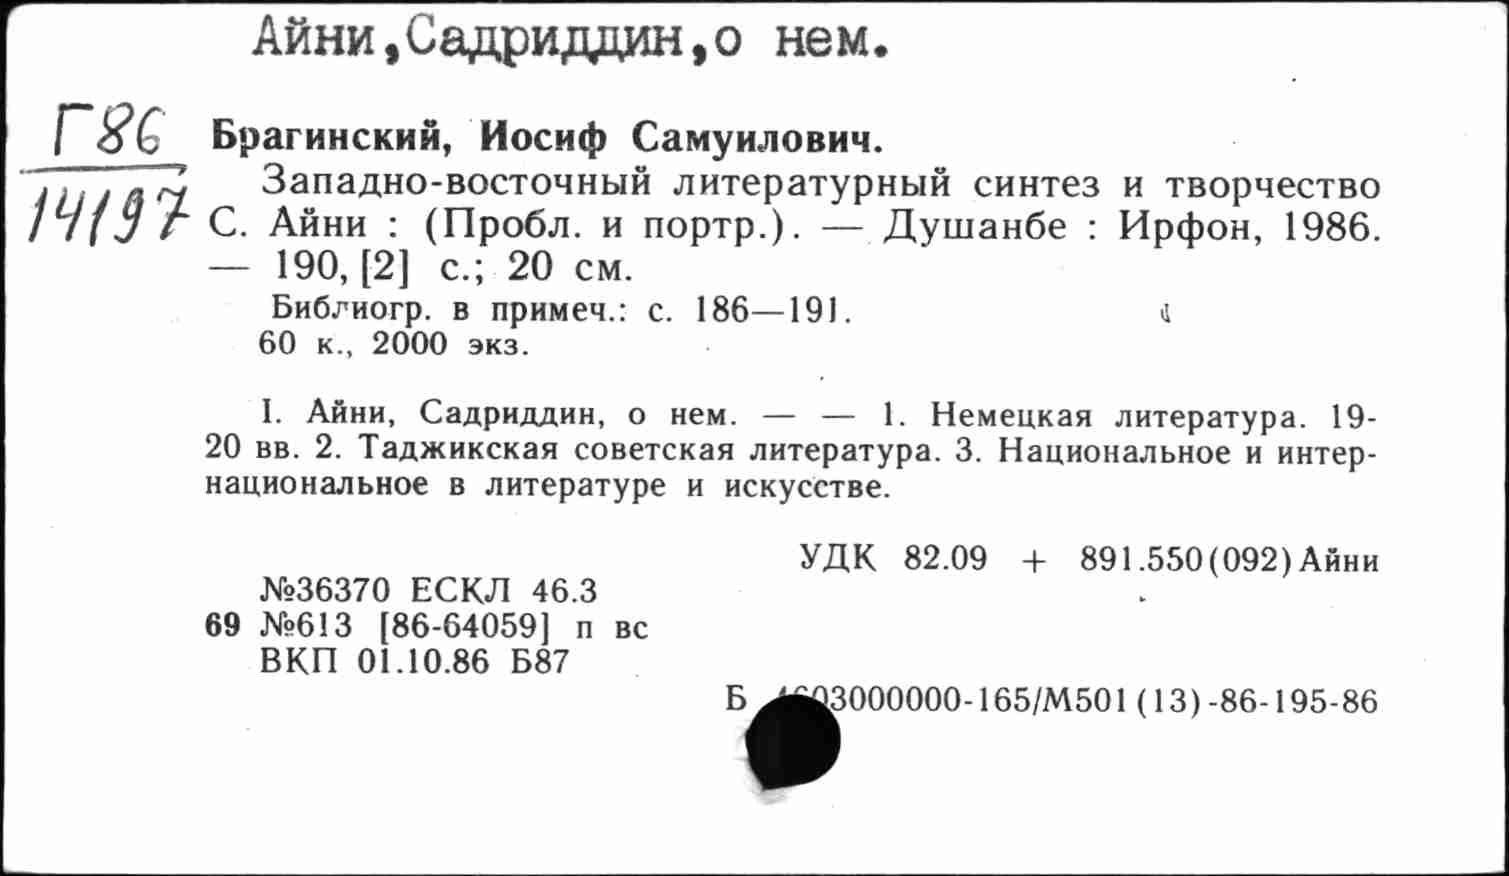 Айни,Садриддин,о нем.
Г86
14197
Брагинский, Иосиф Самуилович.
Западно-восточный литературный синтез и творчество
С. Айни : (Пробл. и портр.). — Душанбе : Ирфон, 1986.
— 190, [2] с.; 20 см.
Библиогр. в примеч.: с. 186—191.
60 к., 2000 экз.
I. Айни, Садриддин, о нем. — — 1. Немецкая литература. 19-
20 вв. 2. Таджикская советская литература. 3. Национальное и интер-
национальное в литературе и искусстве.
УДК 82.09 + 891.550(092)Айни
№36370 ЕСКЛ 46.3
69 №613 [86-64059] п вс
ВКП 01.10.86 Б87
Б 4603000000-165/М501(13)-86-195-86